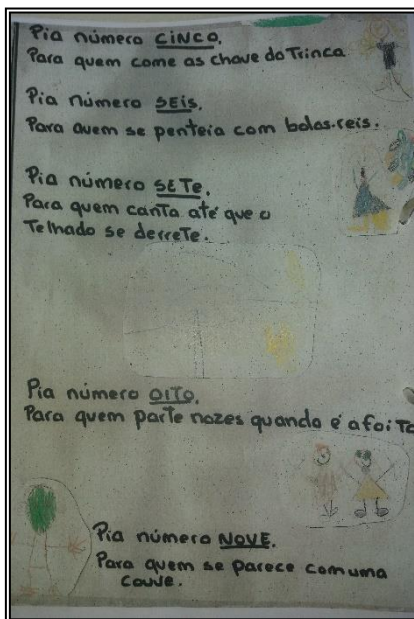 Pia número CINCO,
Para quem come as chave do Trinca
Pia número SEis,
Para quem se penteia com bolos-reis.
Pia número SETe,
Para quem canta até que o
Telhado se derrete.
Pia número OITO,
Para quem parte nozes quando é afoito
Pia número NOVE,
Para quem se parece com uma
couve.